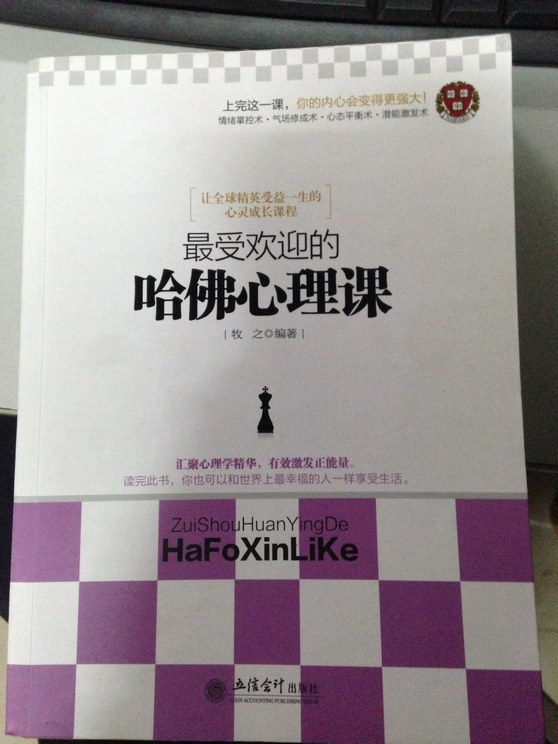 上完这一课，你的内心会变得更强大！
情绪掌控术·气场修成术·心态平衡术·潜能激发术
让全球精英受益一生的
心灵成长课程
最受欢迎的
哈佛心理课
|牧 之◎编著|
汇聚心理学精华，有效激发正能量。
读完此书，你也可以和世界上最幸福的人一样享受生活。
ZuiShouHuanYingDe
HaFoXinLiKe
立信会计出版社
LIXIN ACCOUNTING PUBLISHING HOUSE